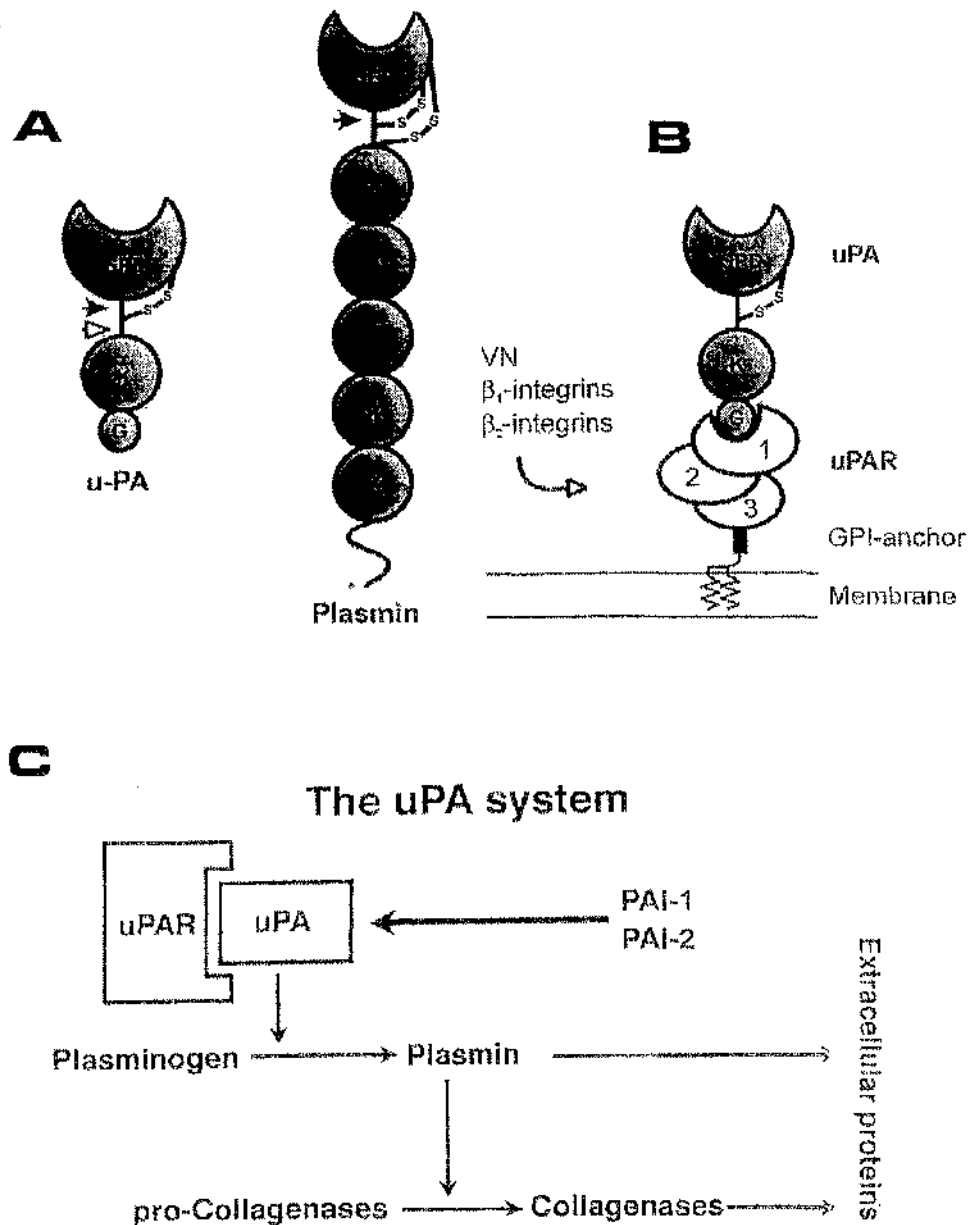 A
B
S
S
S
S
S
S
S
S
uPA
K
G
G
u-PA
VN
β₁-integrins
β₂-integrins
1
2
3
uPAR
GPI-anchor
Membrane
Plasmin
C
The uPA system
uPAR
uPA
PAI-1
PAI-2
Plasminogen
Plasmin
pro-Collagenases
Collagenases
Extracellular proteins